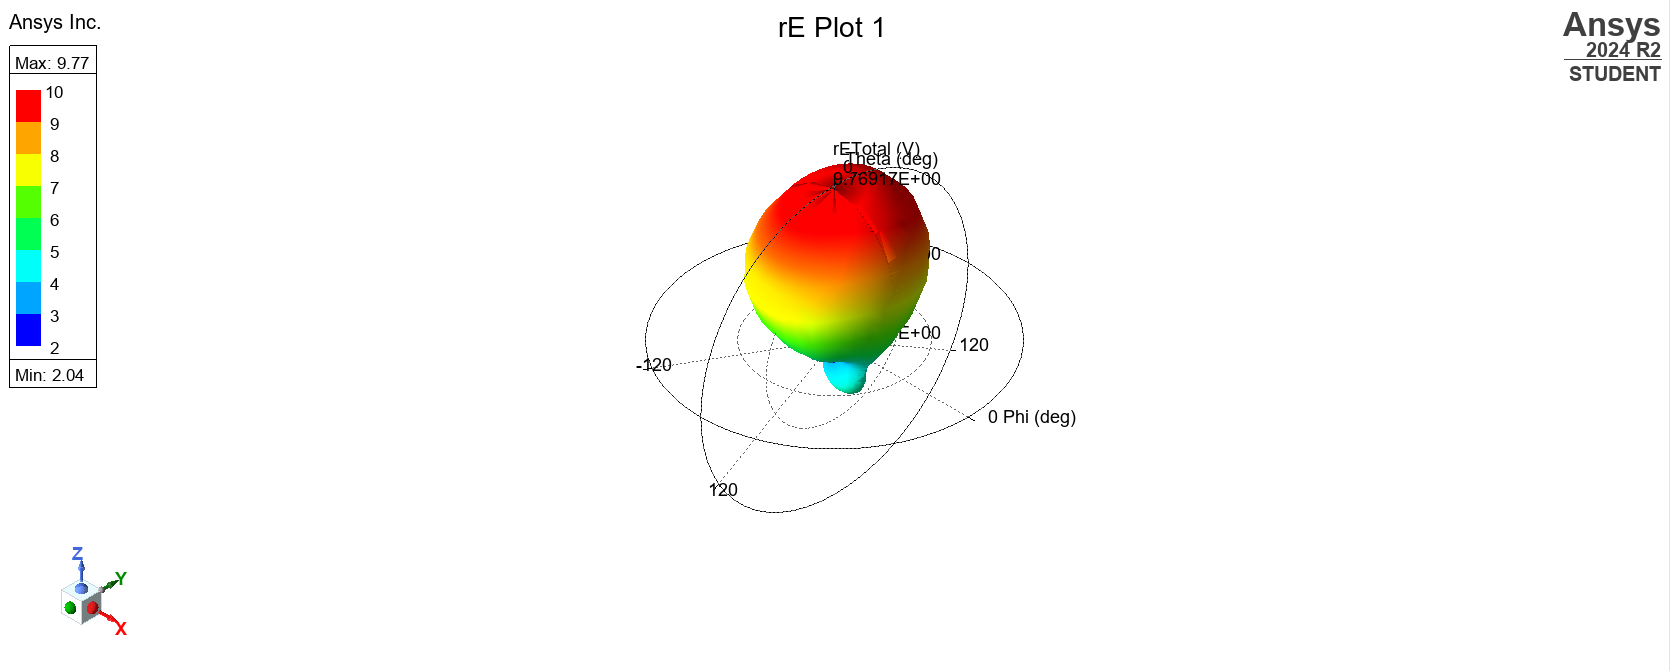 Ansys Inc.
rE Plot 1
Ansys
2024 R2
STUDENT
Max: 9.77
10
9
8
7
6
5
4
3
2
Min: 2.04
rETotal (V)
Theta (deg)
0
9.76917E+00
00
E+00
120
-120
0 Phi (deg)
120
Z
Y
X